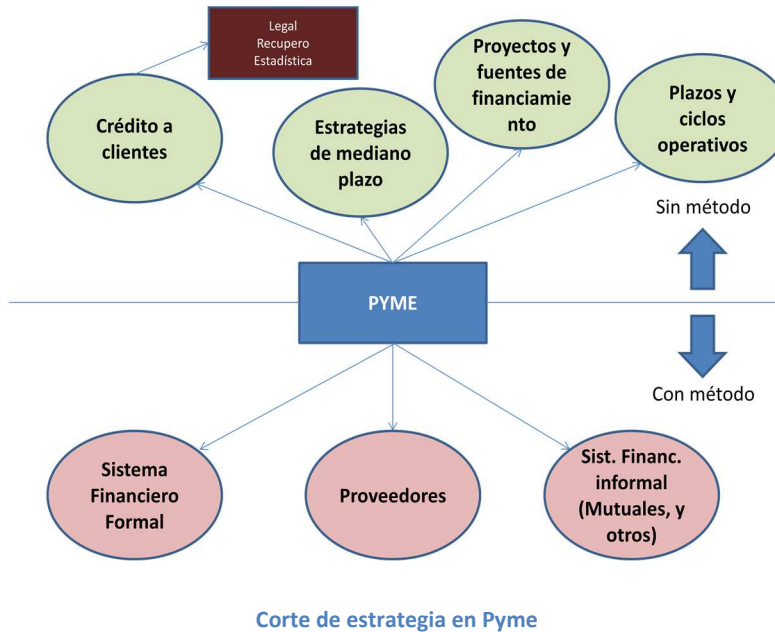 Legal
Recupero
Estadística
Proyectos y
fuentes de
financiamie
nto
Plazos y
ciclos
operativos
Crédito a
clientes
Estrategias
de mediano
plazo
Sin método
PYME
Con método
Sistema
Financiero
Formal
Proveedores
Sist. Financ.
informal
(Mutuales, y
otros)
Corte de estrategia en Pyme